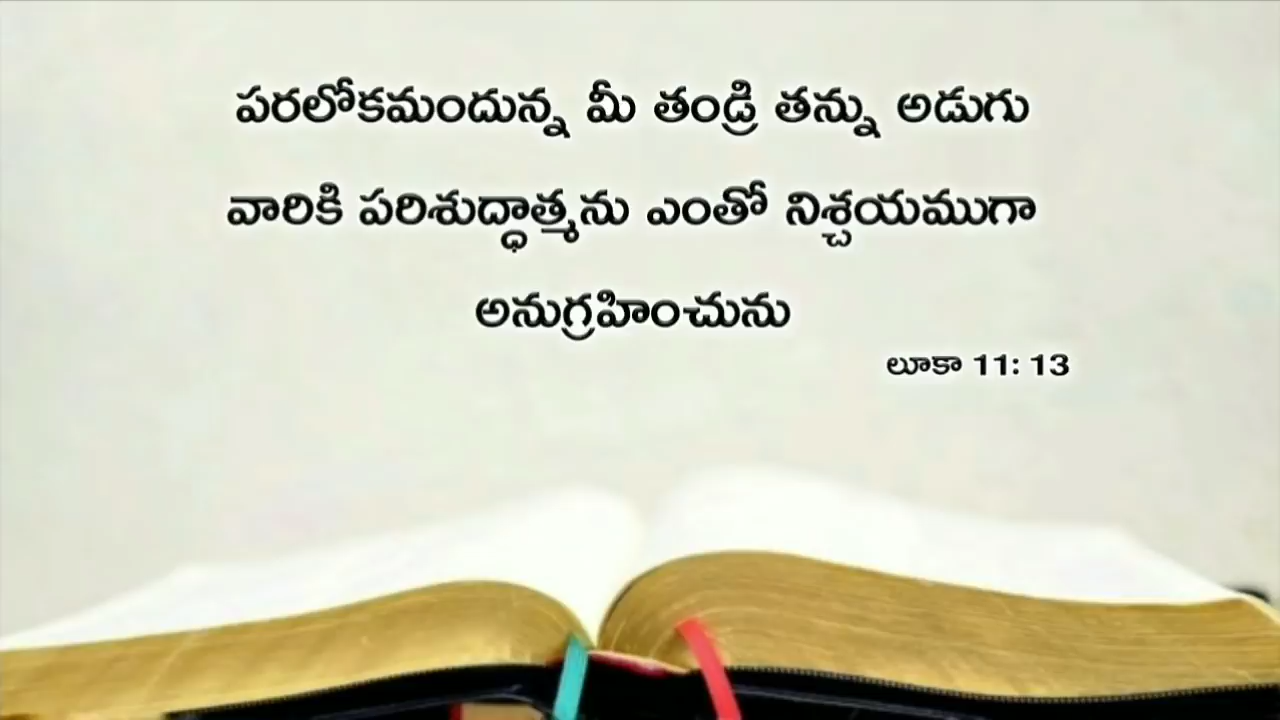 పరలోకమందున్న మీ తండ్రి తన్ను అడుగు
వారికి పరిశుద్ధాత్మను ఎంతో నిశ్చయముగా
అనుగ్రహించును
లూకా 11: 13